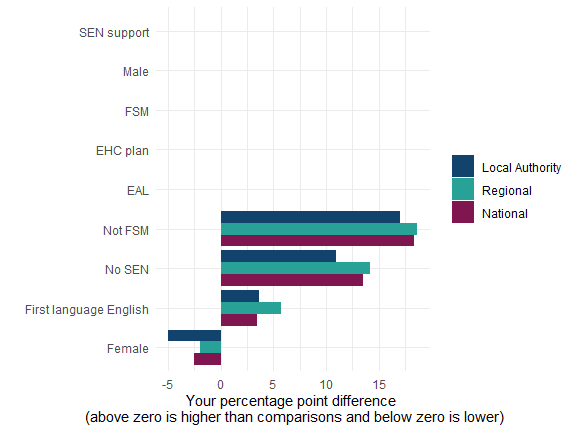 SEN support
Male
FSM
EHC plan
EAL
Not FSM
No SEN
First language English
Female
-5 0 5 10 15
Your percentage point difference
(above zero is higher than comparisons and below zero is lower)
Local Authority
Regional
National